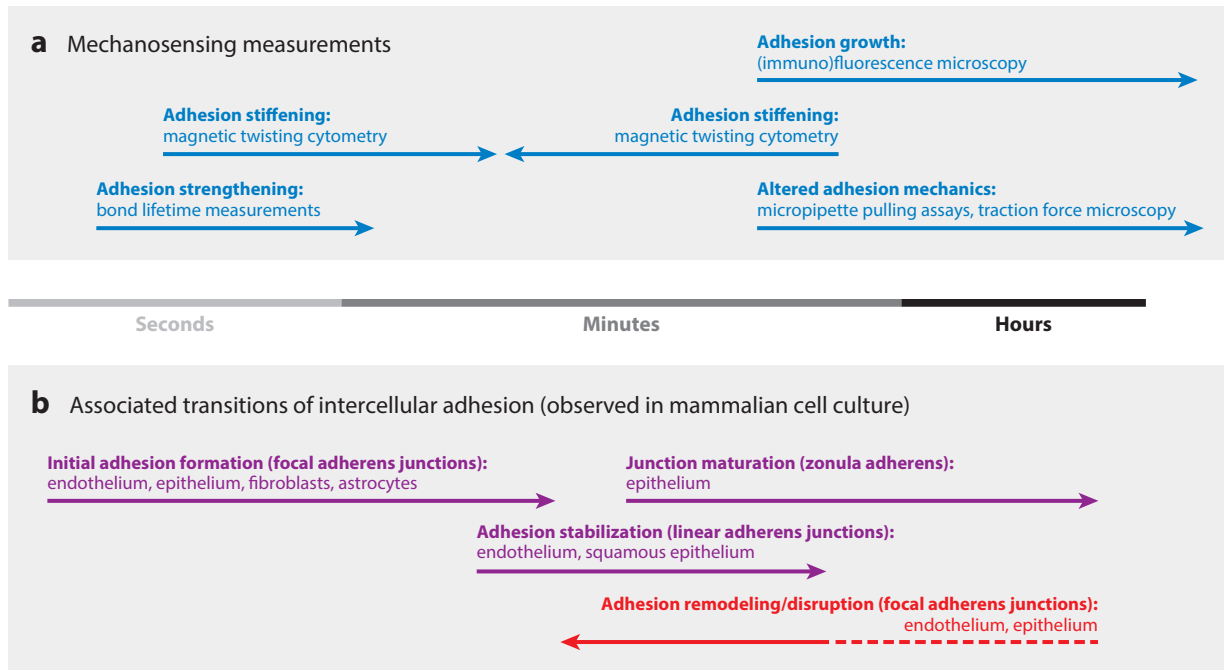 a Mechanosensing measurements
Adhesion growth:
(immuno)fluorescence microscopy
Adhesion stiffening:
magnetic twisting cytometry
Adhesion stiffening:
magnetic twisting cytometry
Adhesion strengthening:
bond lifetime measurements
Altered adhesion mechanics:
micropipette pulling assays, traction force microscopy
Seconds
Minutes
Hours
b Associated transitions of intercellular adhesion (observed in mammalian cell culture)
Initial adhesion formation (focal adherens junctions):
endothelium, epithelium, fibroblasts, astrocytes
Junction maturation (zonula adherens):
epithelium
Adhesion stabilization (linear adherens junctions):
endothelium, squamous epithelium
Adhesion remodeling/disruption (focal adherens junctions):
endothelium, epithelium